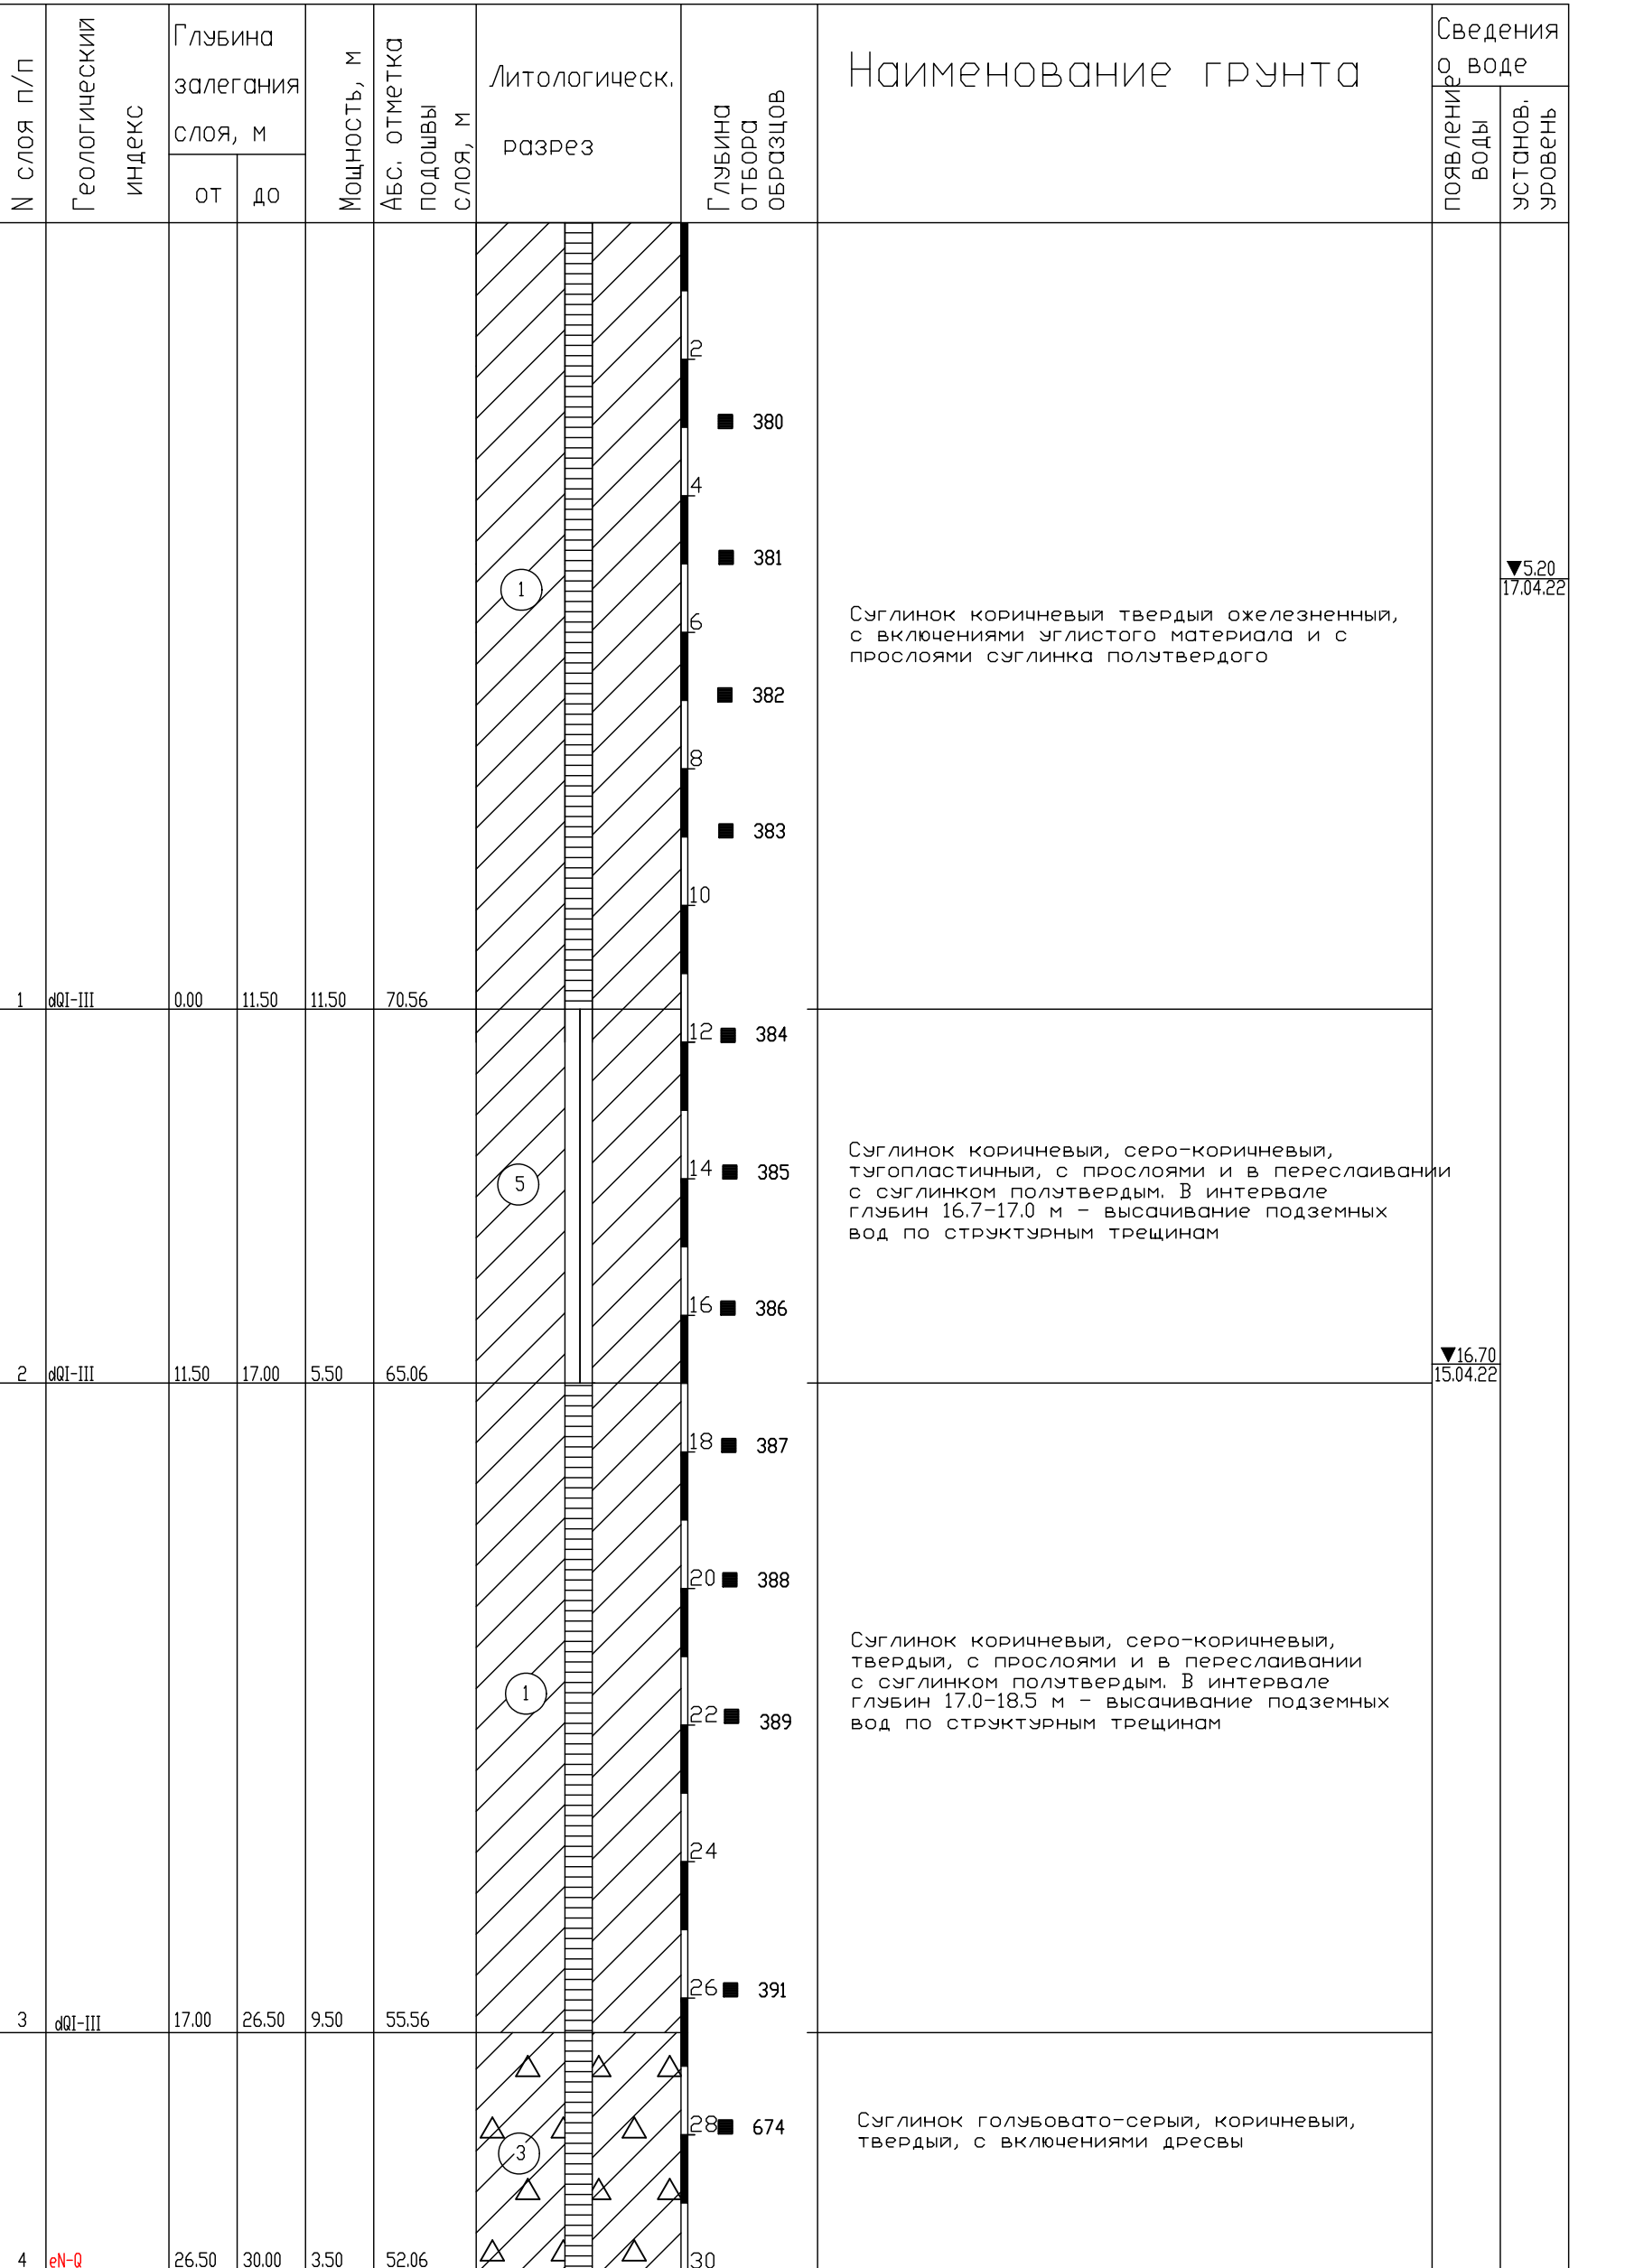 N слоя п/п
Геологический
индекс
Глубина
залегания
слоя, м
от
до
Мощность, м
Абс. отметка
подошвы
слоя, м
Литологическ.
разрез
Глубина
отбора
образцов
Наименование грунта
Сведения
о воде
появление
воды
установ.
уровень
2
380
4
381
1
▼5.20
17.04.22
Суглинок коричневый твердый ожелезненный,
с включениями углистого материала и с
прослоями суглинка полутвердого
6
382
8
383
10
1 dQI-III 0.00 11.50 11.50 70.56
12 384
5
14 385
Суглинок коричневый, серо-коричневый,
тугопластичный, с прослоями и в переслаивании
с суглинком полутвердым. В интервале
глубин 16.7-17.0 м - высачивание подземных
вод по структурным трещинам
16 386
▼16.70
15.04.22
2 dQI-III 11.50 17.00 5.50 65.06
18 387
20 388
1
Суглинок коричневый, серо-коричневый,
твердый, с прослоями и в переслаивании
с суглинком полутвердым. В интервале
глубин 17.0-18.5 м - высачивание подземных
вод по структурным трещинам
22 389
24
26 391
3 dQI-III 17.00 26.50 9.50 55.56
28 674
3
Суглинок голубовато-серый, коричневый,
твердый, с включениями дресвы
4 eN-Q 26.50 30.00 3.50 52.06
30